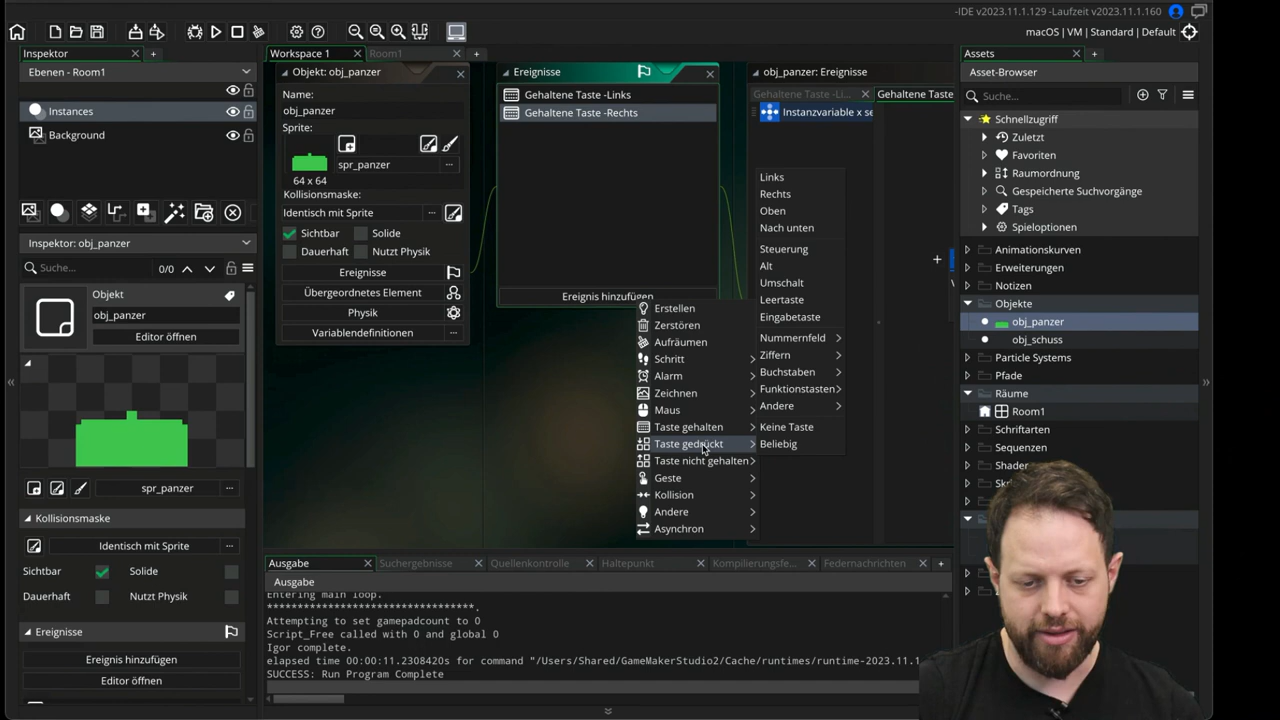 -IDE v2023.11.1.129 -Laufzeit v2023.11.1.160
macOS | VM | Standard | Default
Inspektor
Ebenen - Room1
Instances
Background
Inspektor: obj_panzer
Suche...
0/0
Objekt
obj_panzer
Editor öffnen
spr_panzer
Kollisionsmaske
Identisch mit Sprite
Sichtbar
Solide
Dauerhaft
Nutzt Physik
Ereignisse
Ereignis hinzufügen
Editor öffnen
Workspace 1
Room1
Objekt: obj_panzer
Name:
obj_panzer
Sprite:
spr_panzer
64 x 64
Kollisionsmaske:
Identisch mit Sprite
Sichtbar
Solide
Dauerhaft
Nutzt Physik
Ereignisse
Übergeordnetes Element
Physik
Variablendefinitionen
Ereignisse
Gehaltene Taste -Links
Gehaltene Taste -Rechts
Ereignis hinzufügen
Erstellen
Zerstören
Aufräumen
Schritt
Alarm
Zeichnen
Maus
Taste gehalten
Taste gedrückt
Taste nicht gehalten
Geste
Kollision
Andere
Asynchron
obj_panzer: Ereignisse
Gehaltene Taste -Li...
Gehaltene Taste
Instanzvariable x se
Links
Rechts
Oben
Nach unten
Steuerung
Alt
Umschalt
Leertaste
Eingabetaste
Nummernfeld
Ziffern
Buchstaben
Funktionstasten
Andere
Keine Taste
Beliebig
Ausgabe
Suchergebnisse
Quellenkontrolle
Haltepunkt
Kompilierungsfe...
Federnachrichten
Ausgabe
Entering main loop.
**********************************.
Attempting to set gamepadcount to 0
Script_Free called with 0 and global 0
Igor complete.
elapsed time 00:00:11.2308420s for command "/Users/Shared/GameMakerStudio2/Cache/runtimes/runtime-2023.11.1
SUCCESS: Run Program Complete
Assets
Asset-Browser
Suche...
Schnellzugriff
Zuletzt
Favoriten
Raumordnung
Gespeicherte Suchvorgänge
Tags
Spieloptionen
Animationskurven
Erweiterungen
Notizen
Objekte
obj_panzer
obj_schuss
Particle Systems
Pfade
Räume
Room1
Schriftarten
Sequenzen
Shader